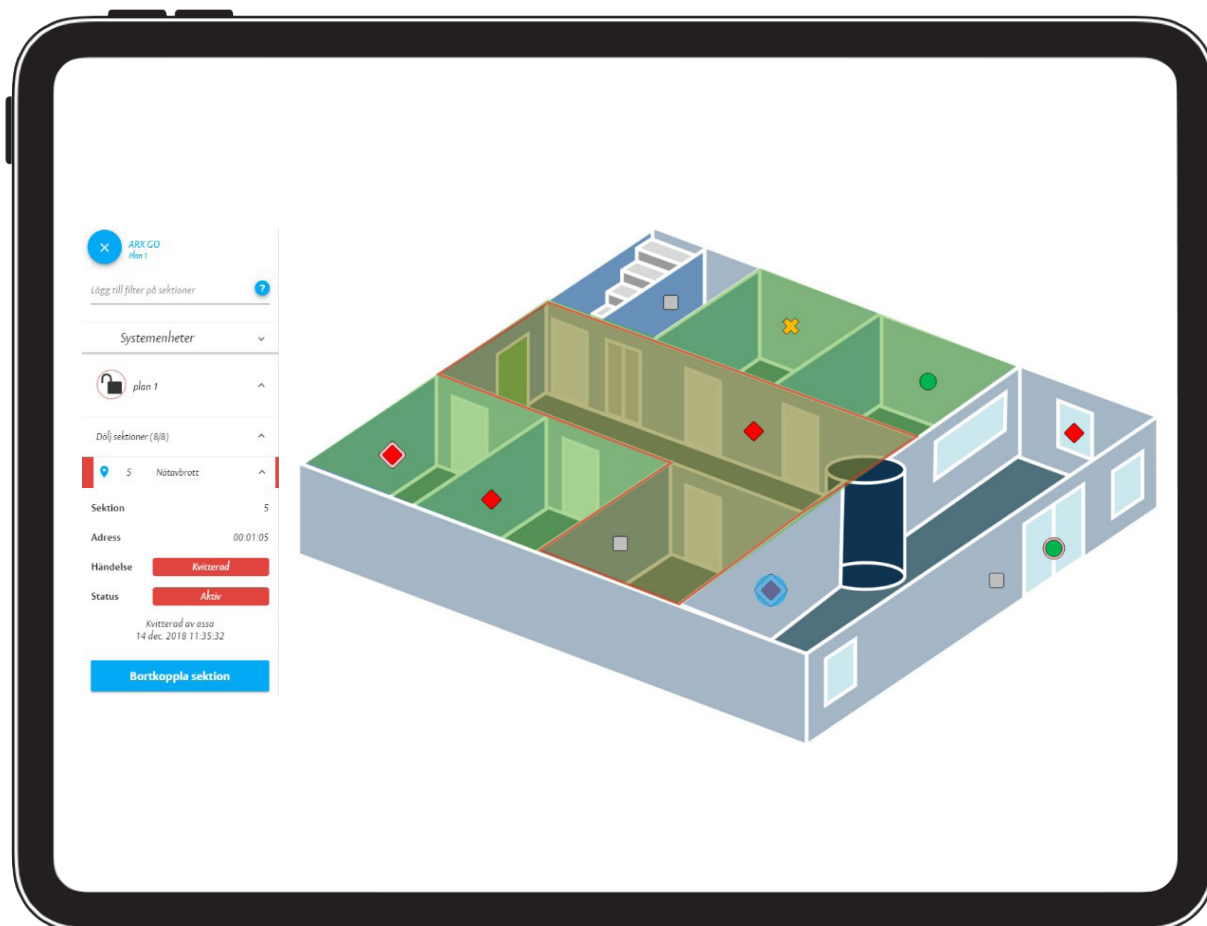 ARX GO
Plan 1
Lägg till filter på sektioner
?
Systemenheter
plan 1
Dölj sektioner (8/8)
5 Nätavbrott
Sektion 5
Adress 00:01:05
Händelse Kvitterad
Status Aktiv
Kvitterad av assa
14 dec. 2018 11:35:32
Bortkoppla sektion